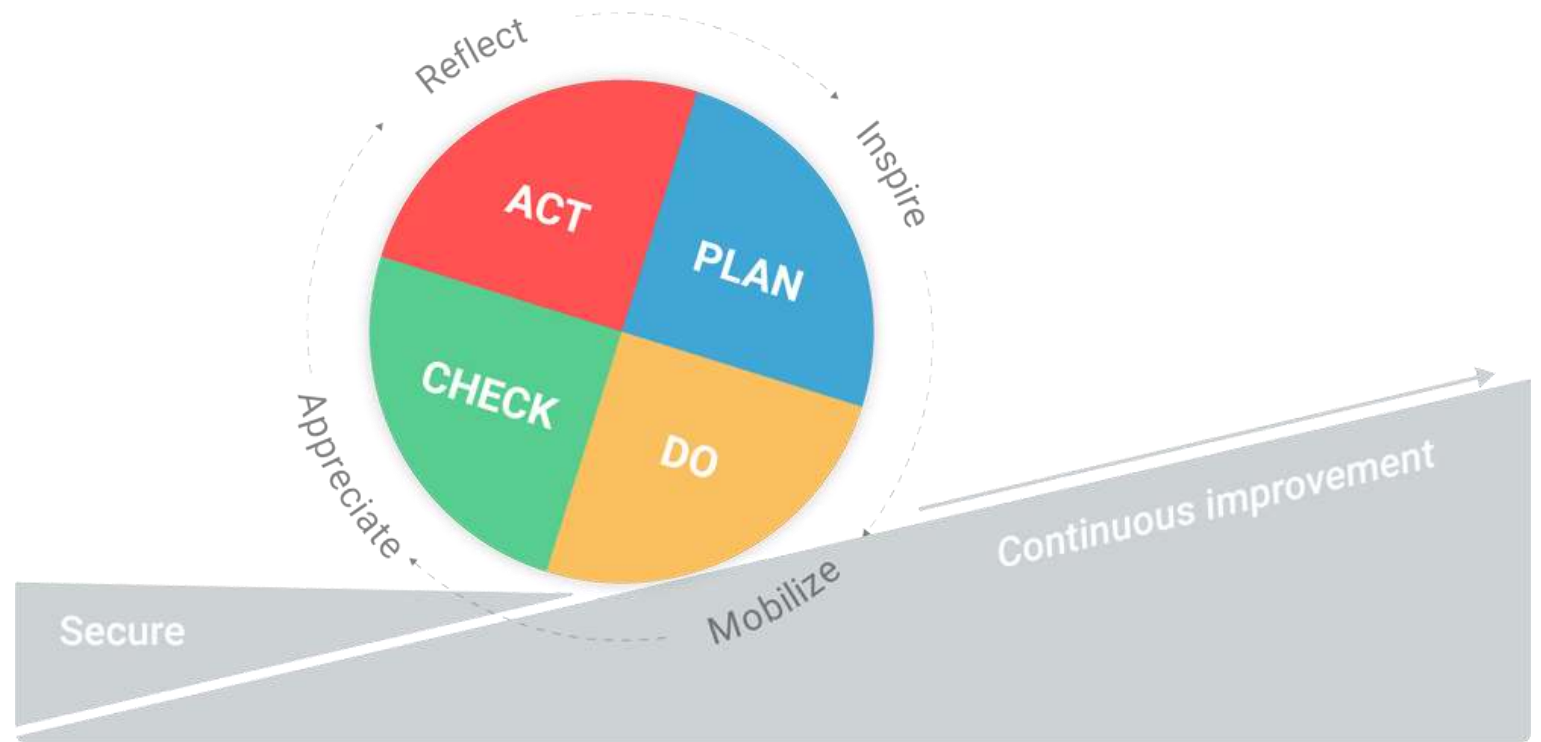 Reflect
Inspire
ACT
PLAN
CHECK
DO
Appreciate
Mobilize
Continuous improvement
Secure